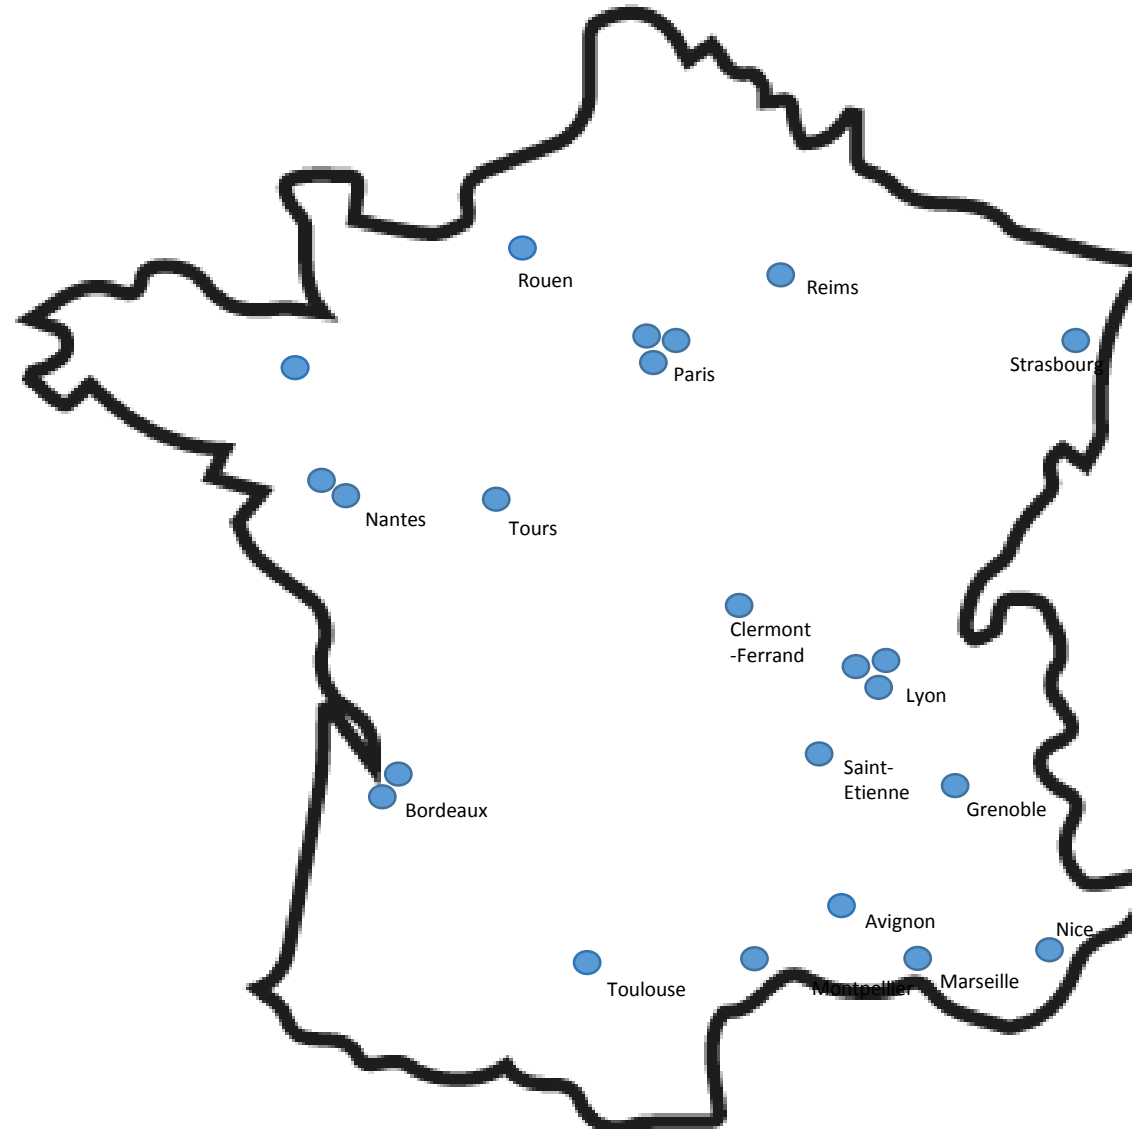 Rouen
Reims
Strasbourg
Paris
Nantes
Tours
Clermont
-Ferrand
Lyon
Saint-
Etienne
Grenoble
Bordeaux
Avignon
Nice
Marseille
Montpellier
Toulouse